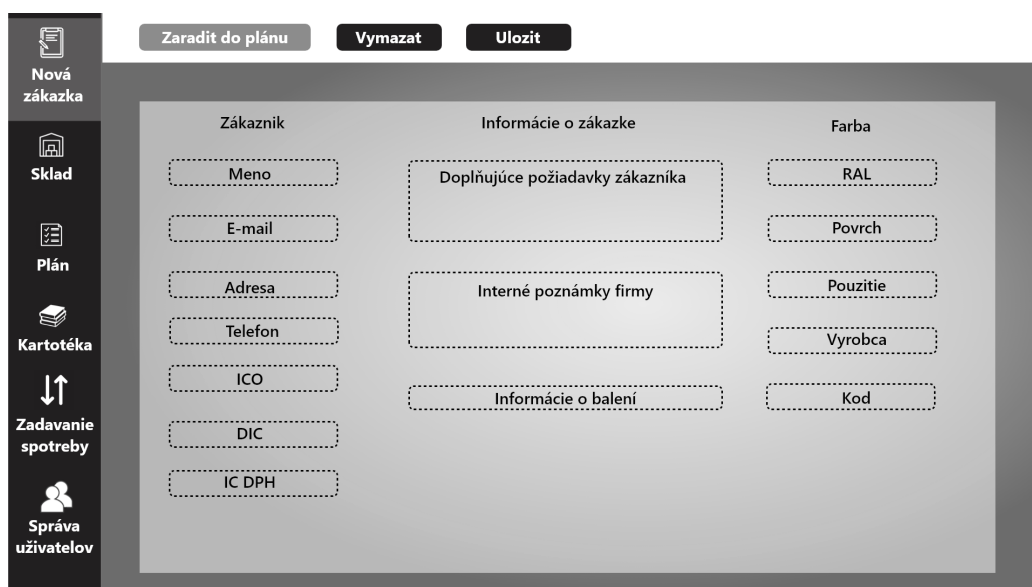 Nová
zákazka
Sklad
Plán
Kartotéka
Zadavanie
spotreby
Správa
uživatelov
Zaradit do plánu
Vymazat
Ulozit
Zákaznik
Meno
E-mail
Adresa
Telefon
ICO
DIC
IC DPH
Informácie o zákazke
Doplňujúce požiadavky zákazníka
Interné poznámky firmy
Informácie o balení
Farba
RAL
Povrch
Pouzitie
Vyrobca
Kod